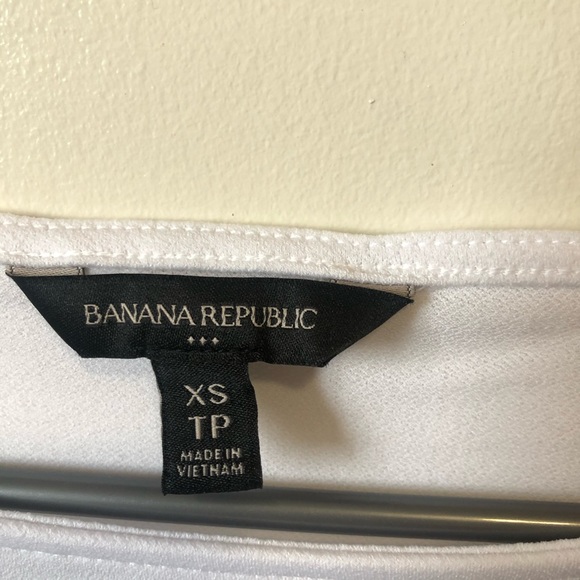 BANANA REPUBLIC
XS
TP
MADE IN
VIETNAM